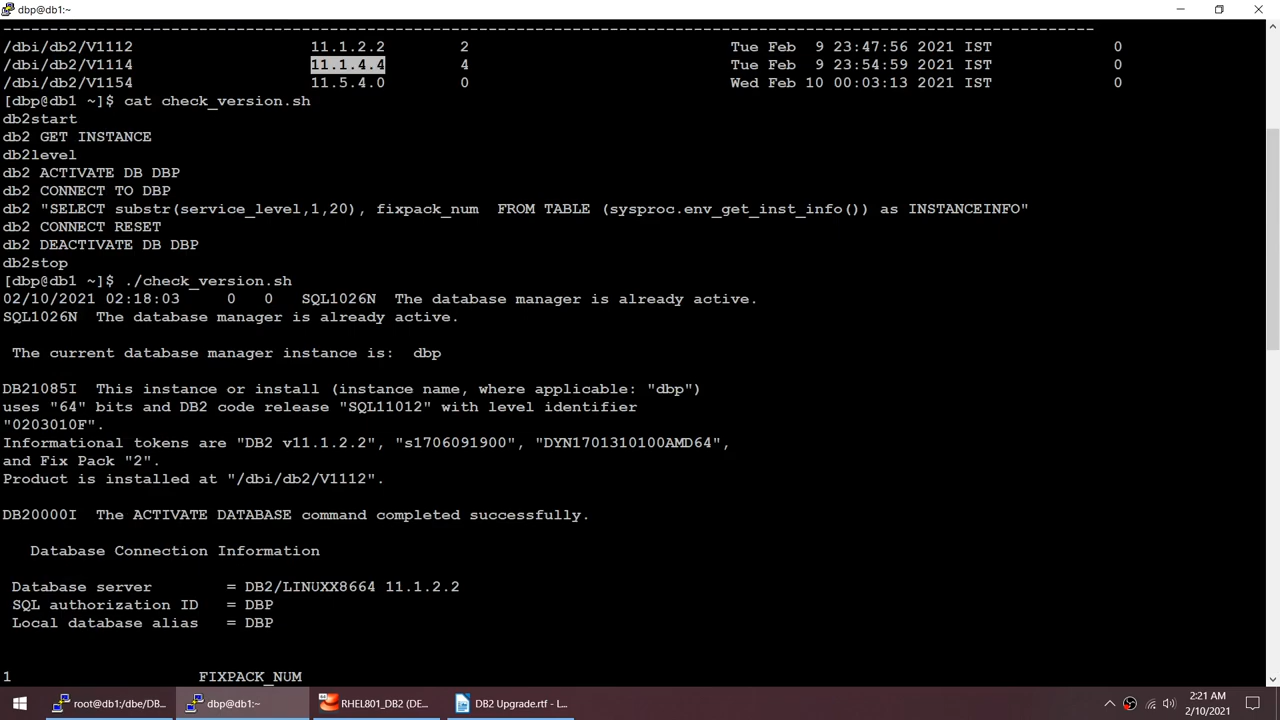 dbp@db1:~
--------------------------------------------------------------------------------------------------------------------
/dbi/db2/V1112                    11.1.2.2        2                            Tue Feb  9 23:47:56 2021 IST             0
/dbi/db2/V1114                    11.1.4.4        4                            Tue Feb  9 23:54:59 2021 IST             0
/dbi/db2/V1154                    11.5.4.0        0                            Wed Feb 10 00:03:13 2021 IST             0
[dbp@db1 ~]$ cat check_version.sh
db2start
db2 GET INSTANCE
db2level
db2 ACTIVATE DB DBP
db2 CONNECT TO DBP
db2 "SELECT substr(service_level,1,20), fixpack_num  FROM TABLE (sysproc.env_get_inst_info()) as INSTANCEINFO"
db2 CONNECT RESET
db2 DEACTIVATE DB DBP
db2stop
[dbp@db1 ~]$ ./check_version.sh
02/10/2021 02:18:03     0   0   SQL1026N  The database manager is already active.
SQL1026N  The database manager is already active.
 The current database manager instance is:  dbp
DB21085I  This instance or install (instance name, where applicable: "dbp")
uses "64" bits and DB2 code release "SQL11012" with level identifier
"0203010F".
Informational tokens are "DB2 v11.1.2.2", "s1706091900", "DYN1701310100AMD64",
and Fix Pack "2".
Product is installed at "/dbi/db2/V1112".
DB20000I  The ACTIVATE DATABASE command completed successfully.
   Database Connection Information
 Database server        = DB2/LINUXX8664 11.1.2.2
 SQL authorization ID   = DBP
 Local database alias   = DBP
1                    FIXPACK_NUM
root@db1:/dbe/DB...
dbp@db1:~
RHEL801_DB2 (DE...
DB2 Upgrade.rtf - L...
2:21 AM
2/10/2021